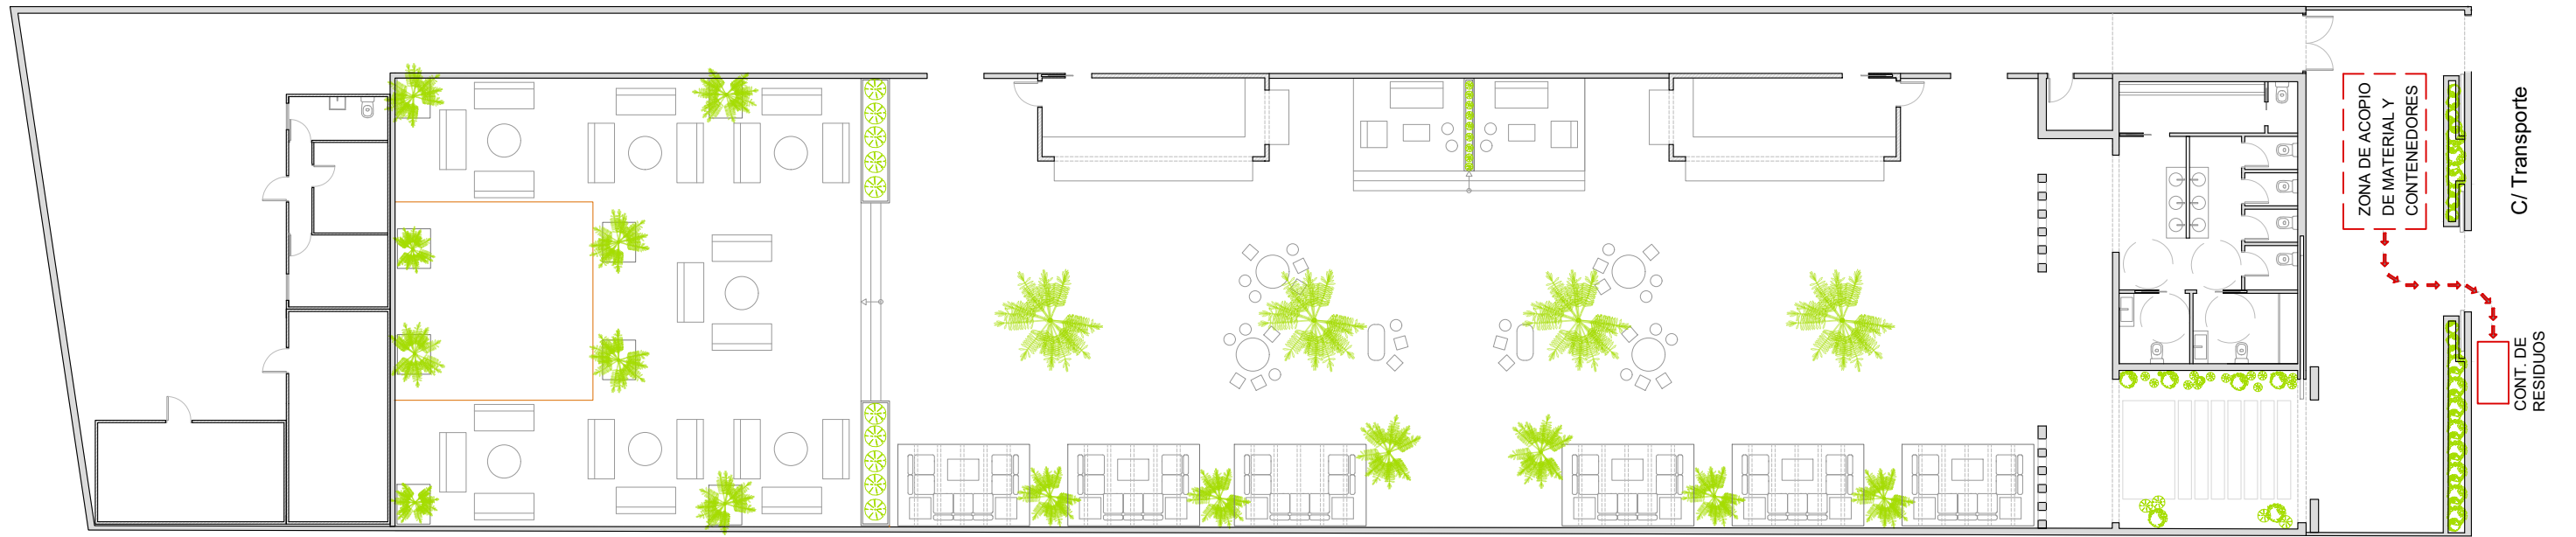 ZONA DE ACOPIO
DE MATERIAL Y
CONTENEDORES
C/ Transporte
CONT. DE
RESIDUOS